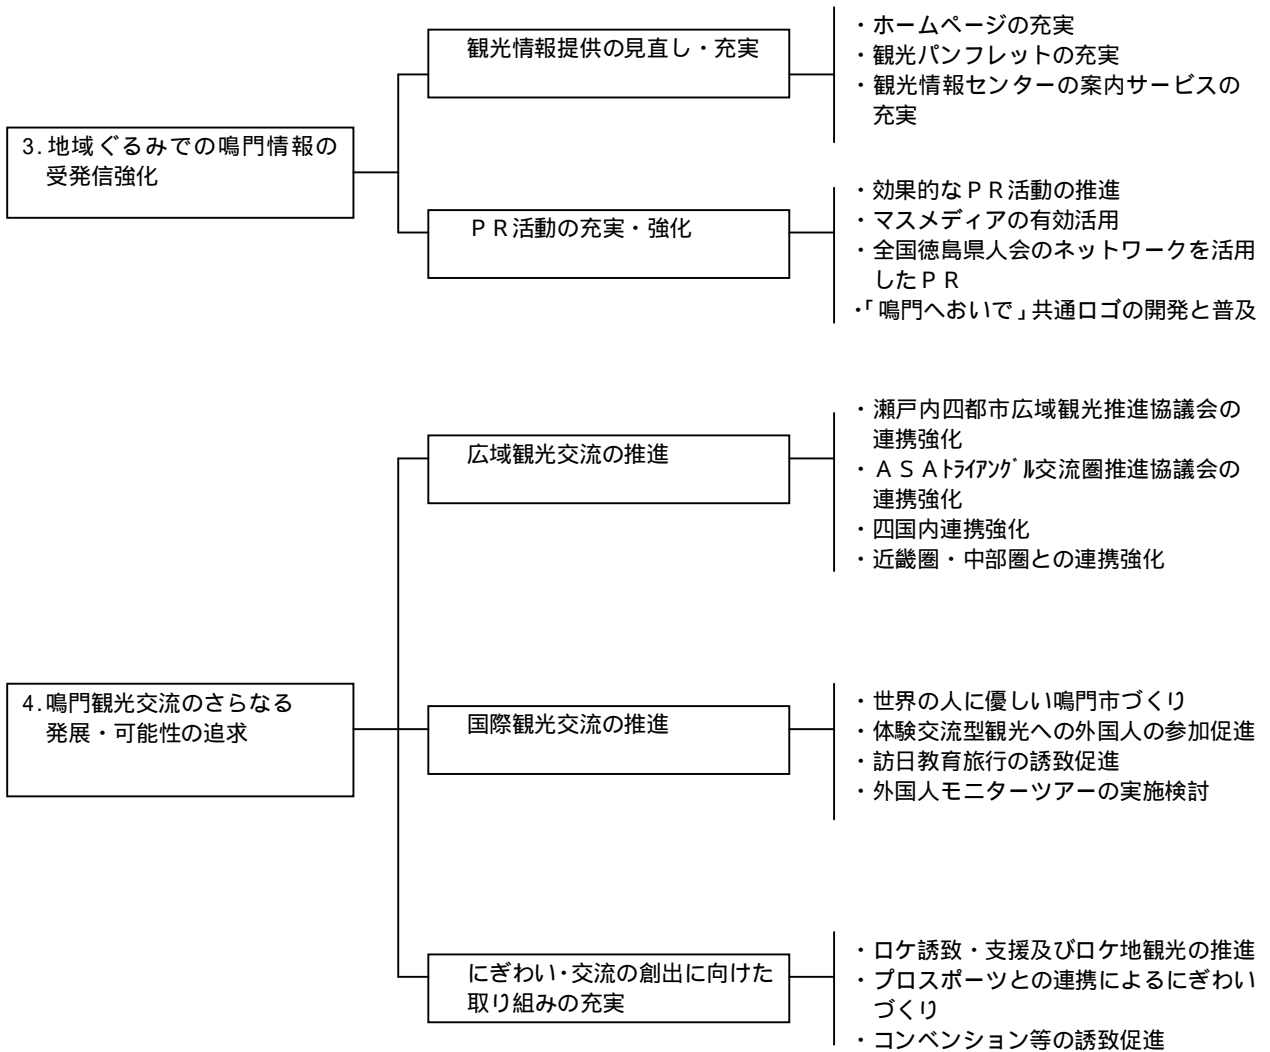 3.地域ぐるみでの鳴門情報の
受発信強化
観光情報提供の見直し・充実
・ホームページの充実
・観光パンフレットの充実
・観光情報センターの案内サービスの
充実
ＰＲ活動の充実・強化
・効果的なＰＲ活動の推進
・マスメディアの有効活用
・全国徳島県人会のネットワークを活用
したＰＲ
・「鳴門へおいで」共通ロゴの開発と普及
4.鳴門観光交流のさらなる
発展・可能性の追求
広域観光交流の推進
・瀬戸内四都市広域観光推進協議会の
連携強化
・ＡＳＡﾄﾗｲｱﾝｸﾞﾙ交流圏推進協議会の
連携強化
・四国内連携強化
・近畿圏・中部圏との連携強化
国際観光交流の推進
・世界の人に優しい鳴門市づくり
・体験交流型観光への外国人の参加促進
・訪日教育旅行の誘致促進
・外国人モニターツアーの実施検討
にぎわい・交流の創出に向けた
取り組みの充実
・ロケ誘致・支援及びロケ地観光の推進
・プロスポーツとの連携によるにぎわい
づくり
・コンベンション等の誘致促進